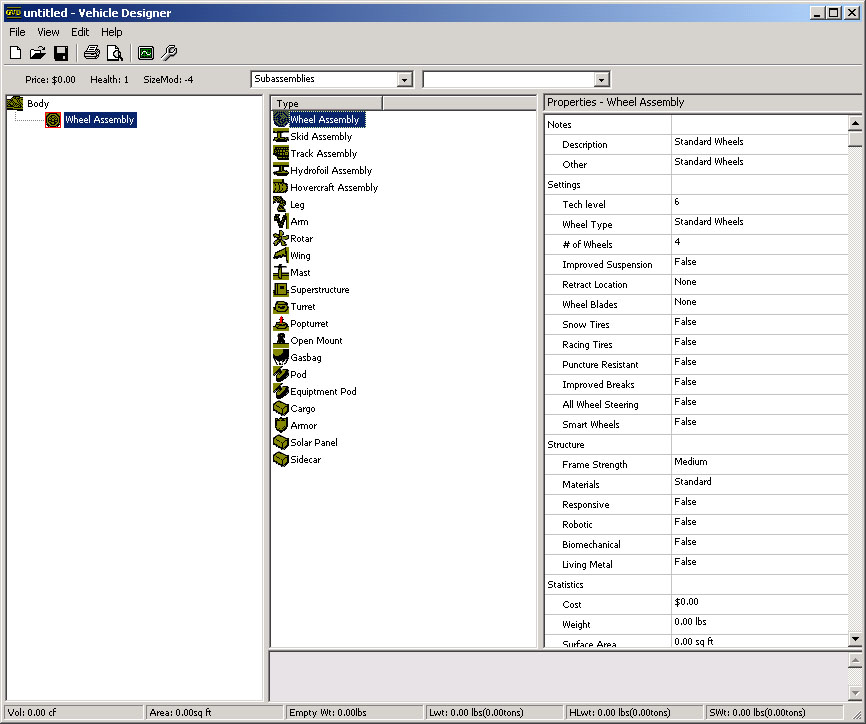 untitled - Vehicle Designer
File View Edit Help
Price: $0.00 Health: 1 SizeMod: -4 Subassemblies
Body
Wheel Assembly
Type
Wheel Assembly
Skid Assembly
Track Assembly
Hydrofoil Assembly
Hovercraft Assembly
Leg
Arm
Rotar
Wing
Mast
Superstructure
Turret
Popturret
Open Mount
Gasbag
Pod
Equiptment Pod
Cargo
Armor
Solar Panel
Sidecar
Properties - Wheel Assembly
Notes
Description Standard Wheels
Other Standard Wheels
Settings
Tech level 6
Wheel Type Standard Wheels
# of Wheels 4
Improved Suspension False
Retract Location None
Wheel Blades None
Snow Tires False
Racing Tires False
Puncture Resistant False
Improved Breaks False
All Wheel Steering False
Smart Wheels False
Structure
Frame Strength Medium
Materials Standard
Responsive False
Robotic False
Biomechanical False
Living Metal False
Statistics
Cost $0.00
Weight 0.00 lbs
Surface Area 0.00 sq ft
Vol: 0.00 cf Area: 0.00sq ft Empty Wt: 0.00lbs Lwt: 0.00 lbs(0.00tons) HLwt: 0.00 lbs(0.00tons) SWt: 0.00 lbs(0.00tons)